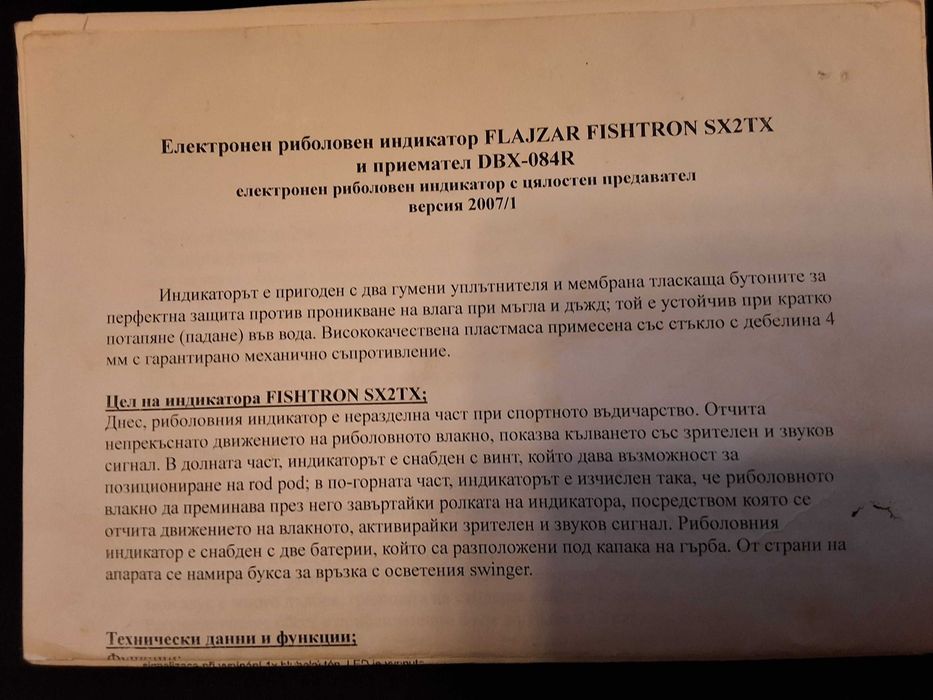 Електронен риболовен индикатор FLAJZAR FISHTRON SX2TX
и приемател DBX-084R
електронен риболовен индикатор с цялостен предавател
версия 2007/1
Индикаторът е пригоден с два гумени уплътнителя и мембрана тласкаща бутоните за
перфектна защита против проникване на влага при мъгла и дъжд; той е устойчив при кратко
потапяне (падане) във вода. Висококачествена пластмаса примесена със стъкло с дебелина 4
мм с гарантирано механично съпротивление.
Цел на индикатора FISHTRON SX2TX;
Днес, риболовния индикатор е неразделна част при спортното въдичарство. Отчита
непрекъснато движението на риболовното влакно, показва кълването със зрителен и звуков
сигнал. В долната част, индикаторът е снабден с винт, който дава възможност за
позициониране на rod pod; в по-горната част, индикаторът е изчислен така, че риболовното
влакно да преминава през него завъртайки ролката на индикатора, посредством която се
отчита движението на влакното, активирайки зрителен и звуков сигнал. Риболовния
индикатор е снабден с две батерии, който са разположени под капака на гърба. От страни на
апарата се намира букса за връзка с осветения swinger.
Технически данни и функции;